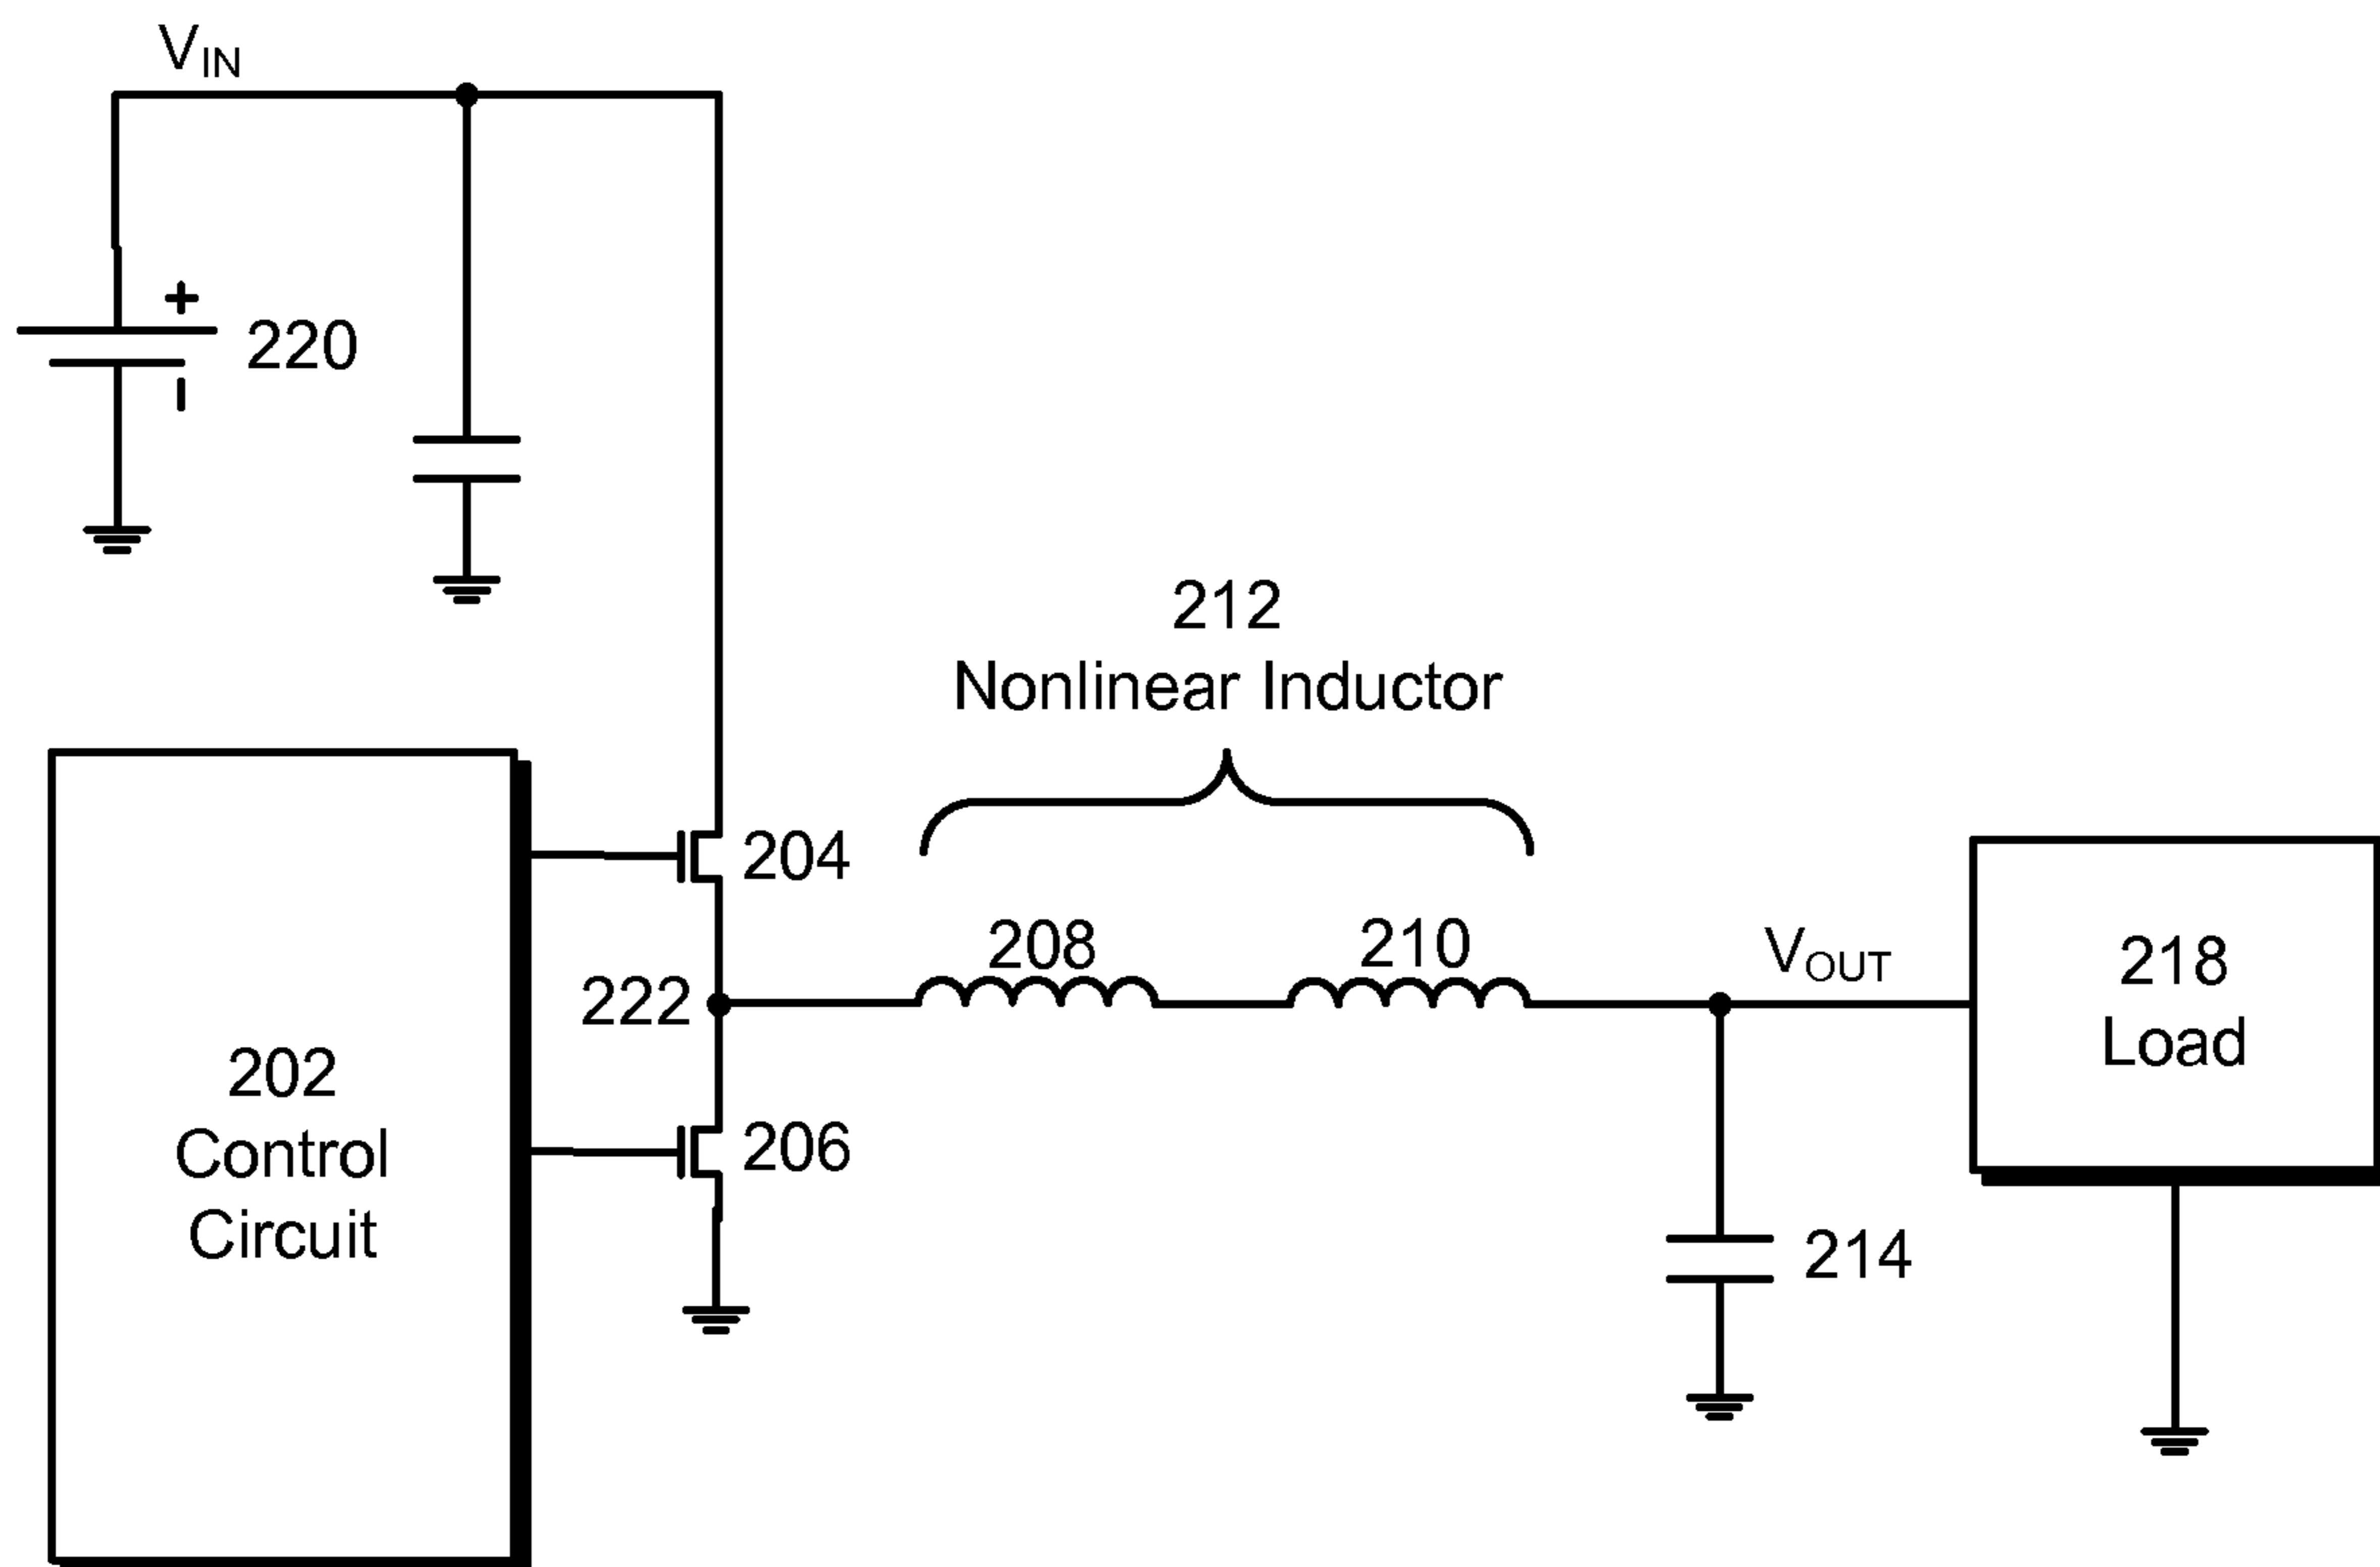 VIN
+
220
-
212
Nonlinear Inductor
204
208
210
VOUT
218
Load
222
202
Control
Circuit
206
214